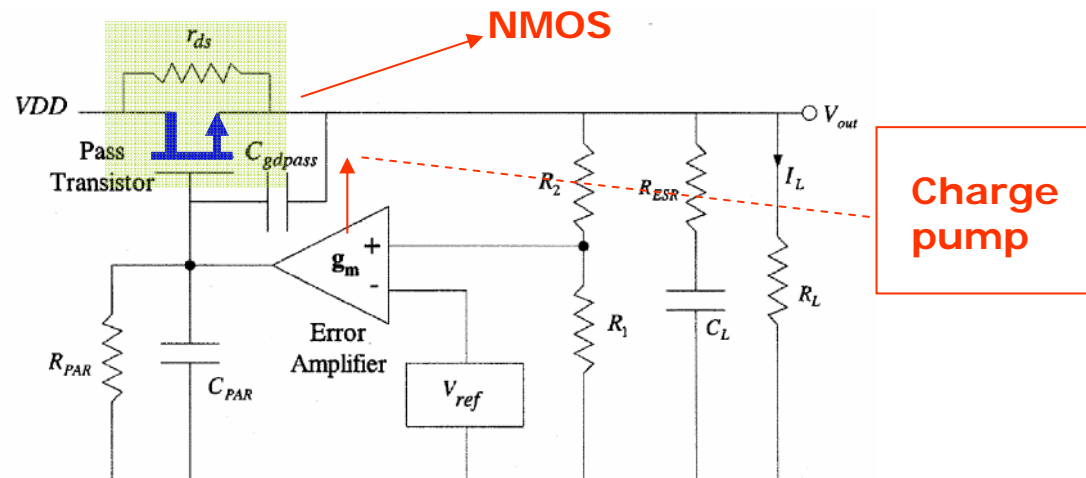 NMOS
r_ds
VDD
V_out
Pass
Transistor
C_gdpass
R_2
R_ESR
I_L
Charge
pump
+
g_m
-
R_L
Error
Amplifier
R_1
C_L
R_PAR
C_PAR
V_ref